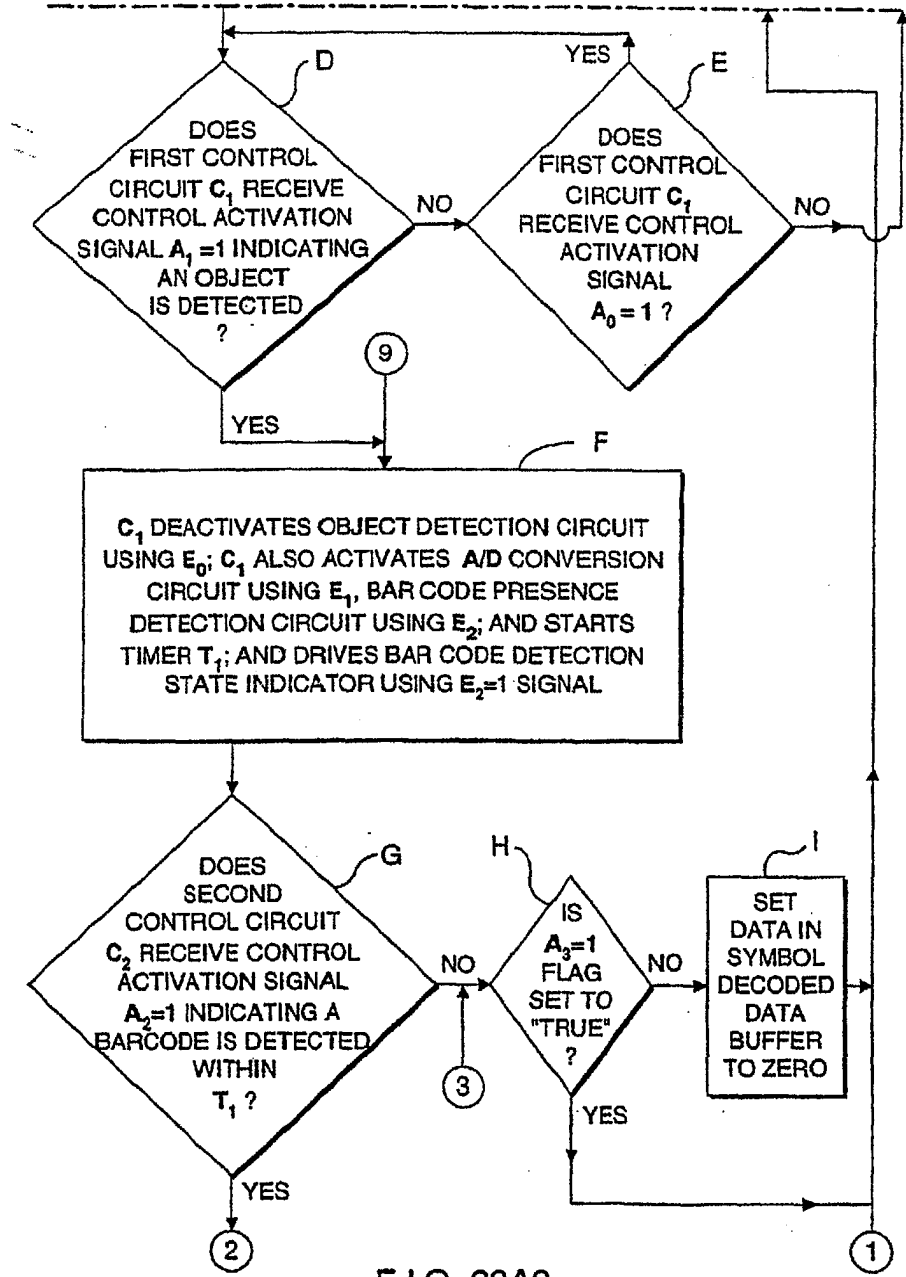 YES
D
E
DOES
FIRST CONTROL
CIRCUIT C₁ RECEIVE
CONTROL ACTIVATION
SIGNAL A₁ =1 INDICATING
AN OBJECT
IS DETECTED
?
NO
DOES
FIRST CONTROL
CIRCUIT C₁
RECEIVE CONTROL
ACTIVATION
SIGNAL
A₀ = 1 ?
NO
9
YES
F
C₁ DEACTIVATES OBJECT DETECTION CIRCUIT
USING E₀; C₁ ALSO ACTIVATES A/D CONVERSION
CIRCUIT USING E₁, BAR CODE PRESENCE
DETECTION CIRCUIT USING E₂; AND STARTS
TIMER T₁; AND DRIVES BAR CODE DETECTION
STATE INDICATOR USING E₂=1 SIGNAL
G
DOES
SECOND
CONTROL CIRCUIT
C₂ RECEIVE CONTROL
ACTIVATION SIGNAL
A₂=1 INDICATING A
BARCODE IS DETECTED
WITHIN
T₁ ?
NO
3
H
IS
A₃=1
FLAG
SET TO
"TRUE"
?
NO
I
SET
DATA IN
SYMBOL
DECODED
DATA
BUFFER
TO ZERO
YES
YES
2
1